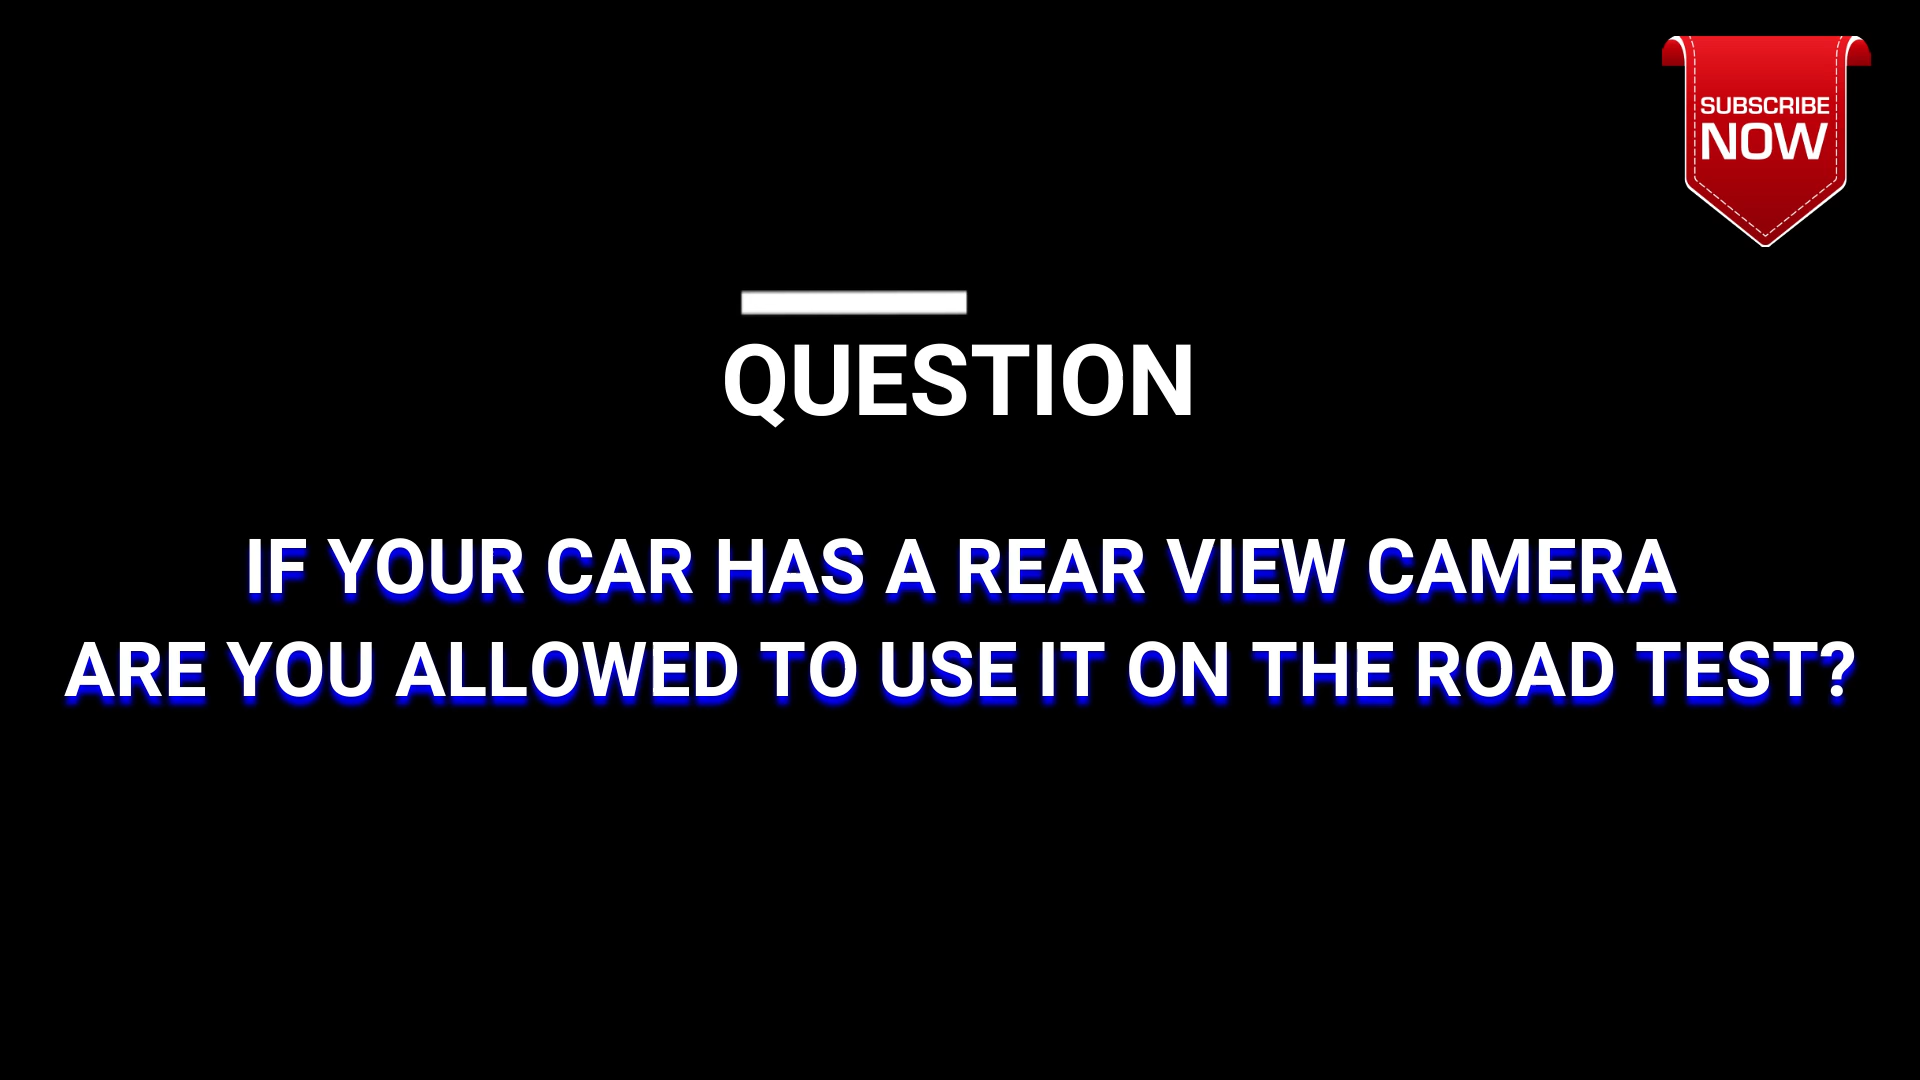 SUBSCRIBE
NOW
QUESTION
IF YOUR CAR HAS A REAR VIEW CAMERA
ARE YOU ALLOWED TO USE IT ON THE ROAD TEST?